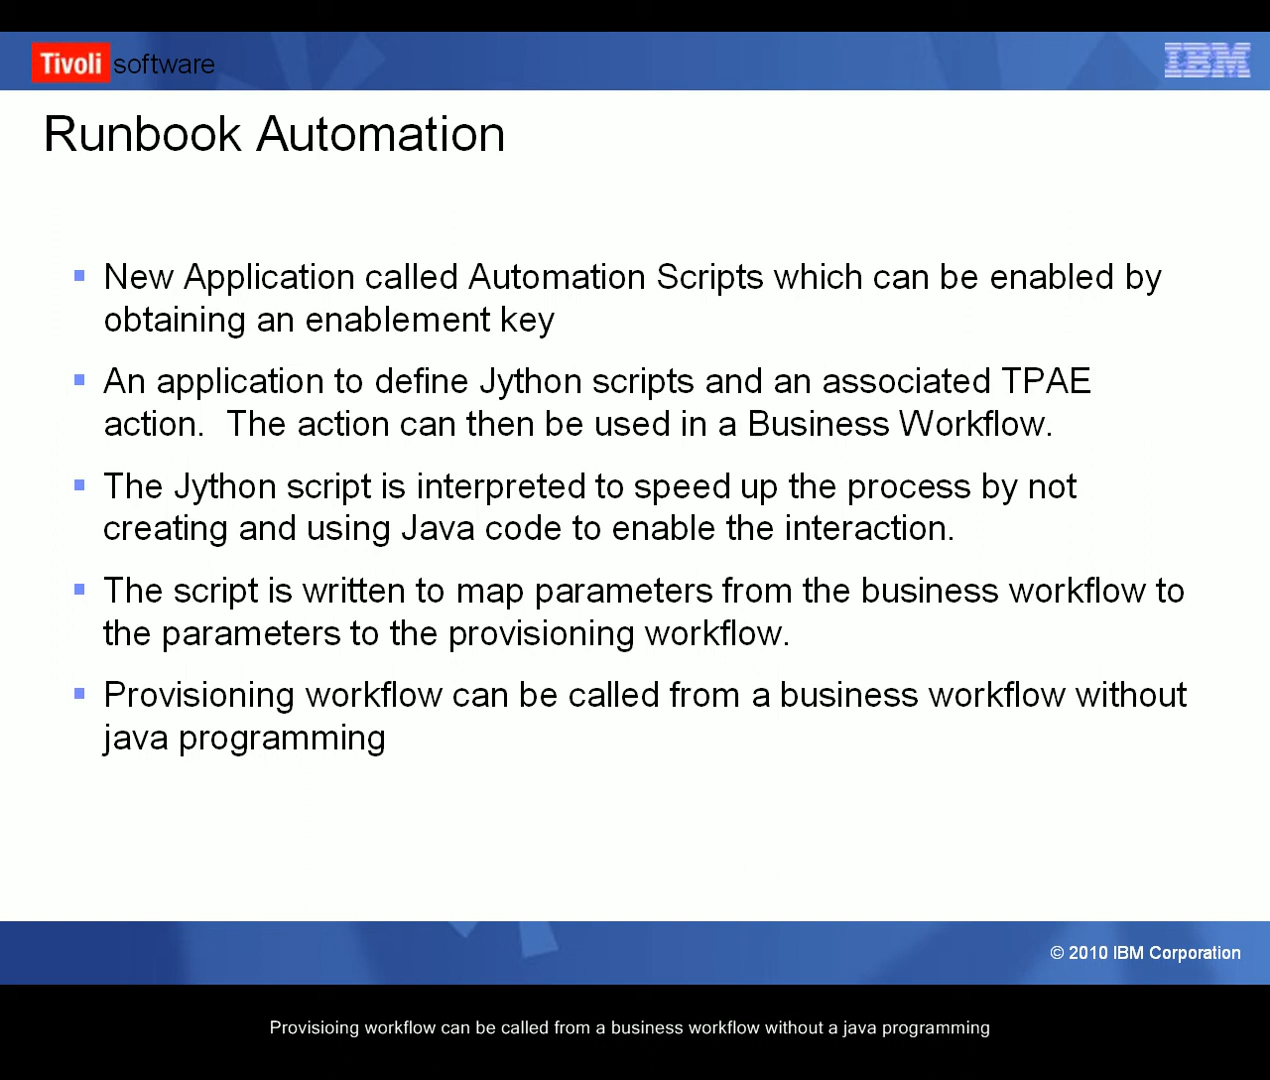 Tivoli software IBM
Runbook Automation
New Application called Automation Scripts which can be enabled by
obtaining an enablement key
An application to define Jython scripts and an associated TPAE
action.  The action can then be used in a Business Workflow.
The Jython script is interpreted to speed up the process by not
creating and using Java code to enable the interaction.
The script is written to map parameters from the business workflow to
the parameters to the provisioning workflow.
Provisioning workflow can be called from a business workflow without
java programming
© 2010 IBM Corporation
Provisioing workflow can be called from a business workflow without a java programming